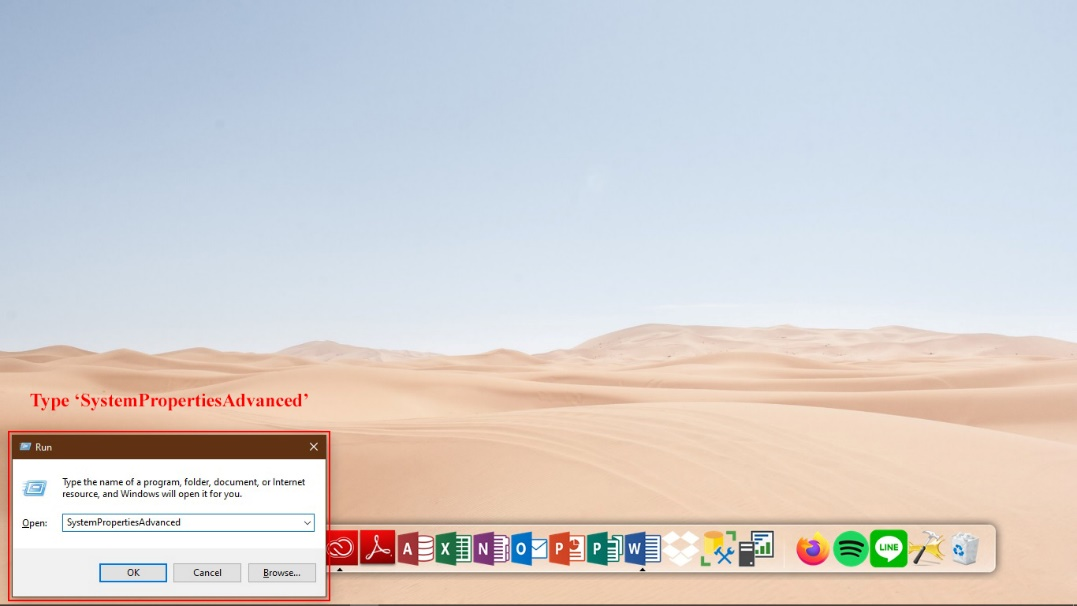 Type ‘SystemPropertiesAdvanced’
Run
Type the name of a program, folder, document, or Internet
resource, and Windows will open it for you.
Open: SystemPropertiesAdvanced
OK Cancel Browse...
A X N O P P W LINE